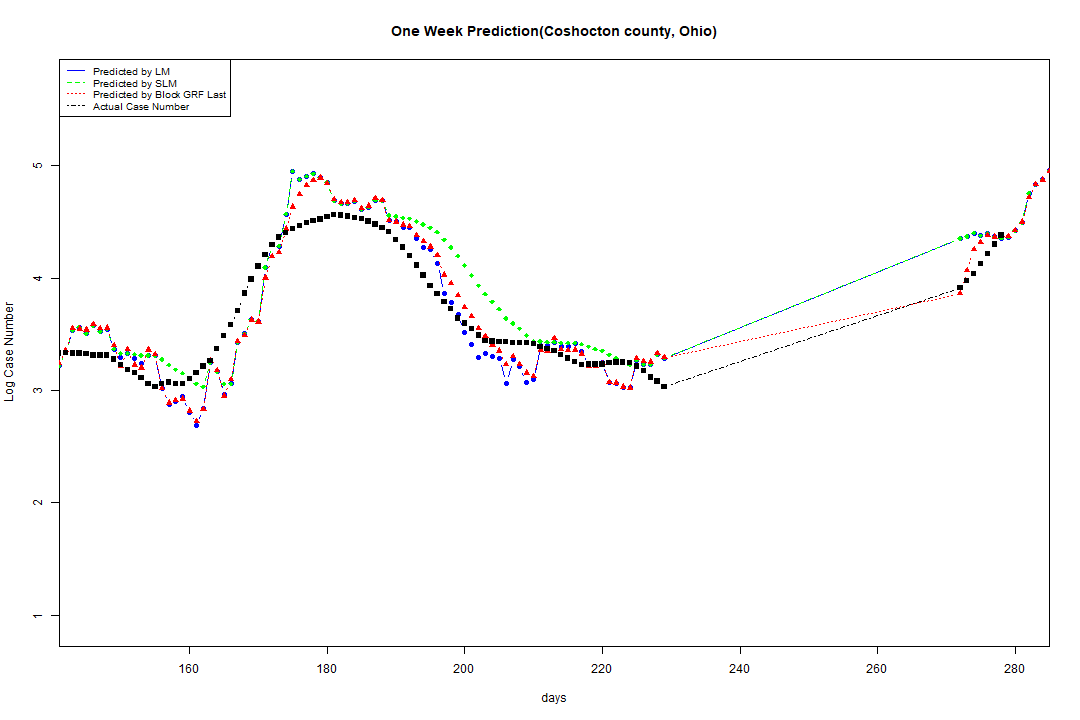 One Week Prediction(Coshocton county, Ohio)
Predicted by LM
Predicted by SLM
Predicted by Block GRF Last
Actual Case Number
5
4
3
2
1
Log Case Number
160 180 200 220 240 260 280
days